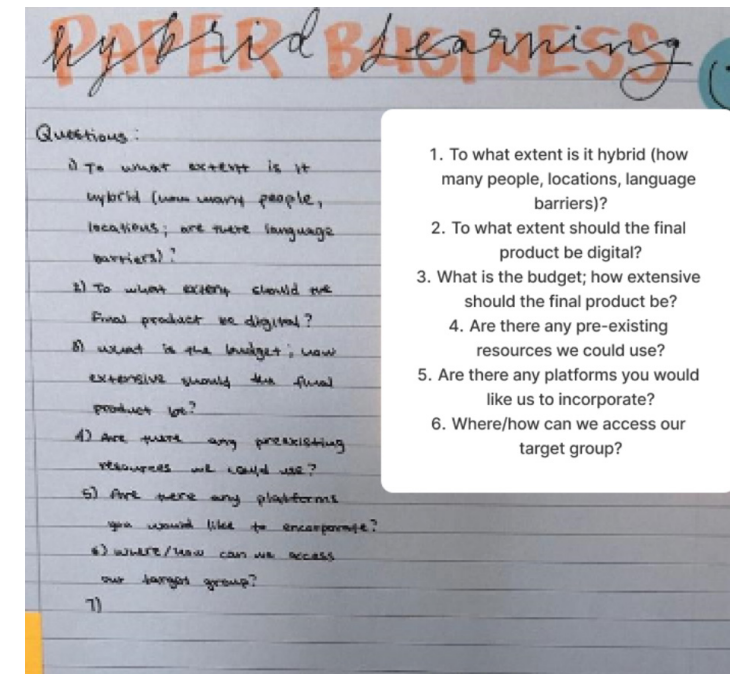 PAPER BUSINESS
hybrid Learning
Questions:
1) To what extent is it
hybrid (how many people,
locations; are there language
barriers)?
2) To what extent should the
final product be digital?
3) what is the budget; how
extensive should the final
product be?
4) Are there any preexisting
resources we could use?
5) Are there any platforms
you would like to encorporate?
6) where/how can we access
our target group?
7)
1. To what extent is it hybrid (how
many people, locations, language
barriers)?
2. To what extent should the final
product be digital?
3. What is the budget; how extensive
should the final product be?
4. Are there any pre-existing
resources we could use?
5. Are there any platforms you would
like us to incorporate?
6. Where/how can we access our
target group?